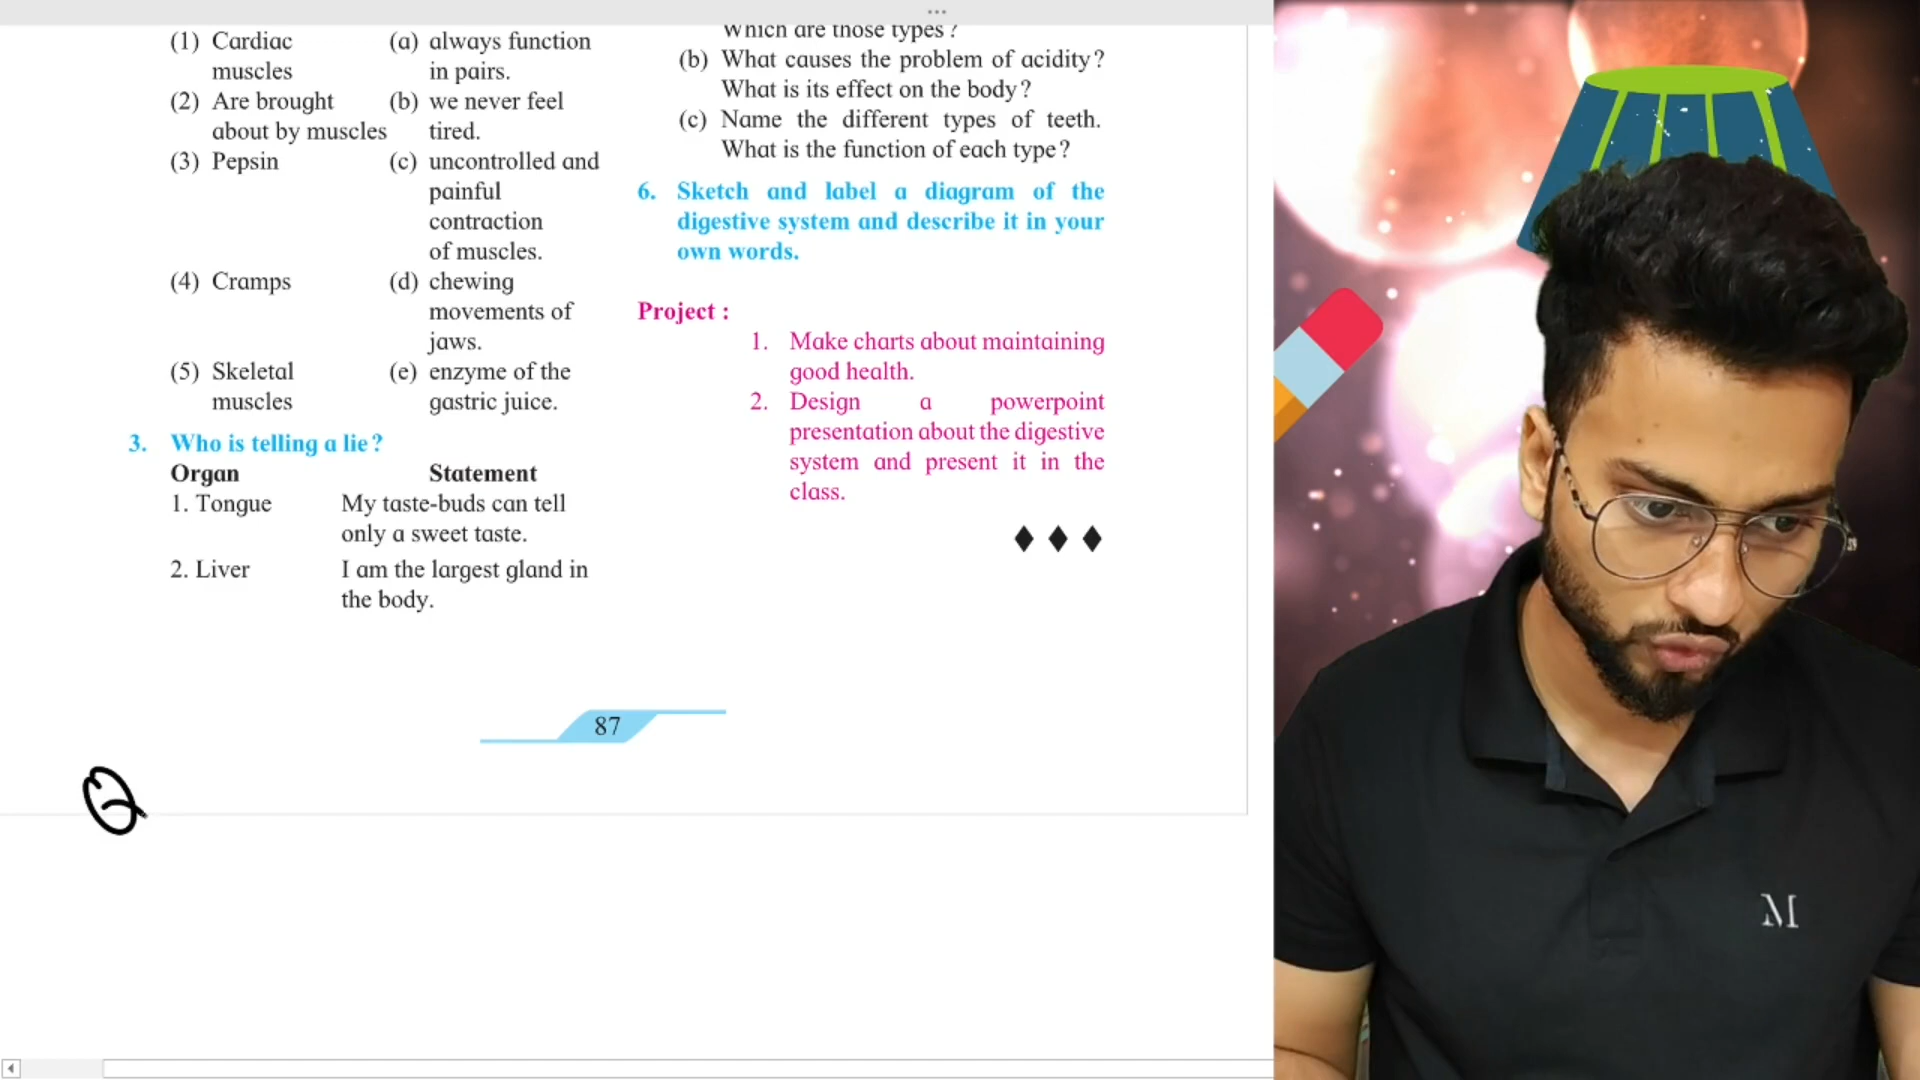 (1) Cardiac muscles (a) always function in pairs.
(2) Are brought about by muscles (b) we never feel tired.
(3) Pepsin (c) uncontrolled and painful contraction of muscles.
(4) Cramps (d) chewing movements of jaws.
(5) Skeletal muscles (e) enzyme of the gastric juice.
3. Who is telling a lie?
Organ Statement
1. Tongue My taste-buds can tell only a sweet taste.
2. Liver I am the largest gland in the body.
Which are those types?
(b) What causes the problem of acidity?
What is its effect on the body?
(c) Name the different types of teeth.
What is the function of each type?
6. Sketch and label a diagram of the
digestive system and describe it in your
own words.
Project :
1. Make charts about maintaining
good health.
2. Design a powerpoint
presentation about the digestive
system and present it in the
class.
87
M